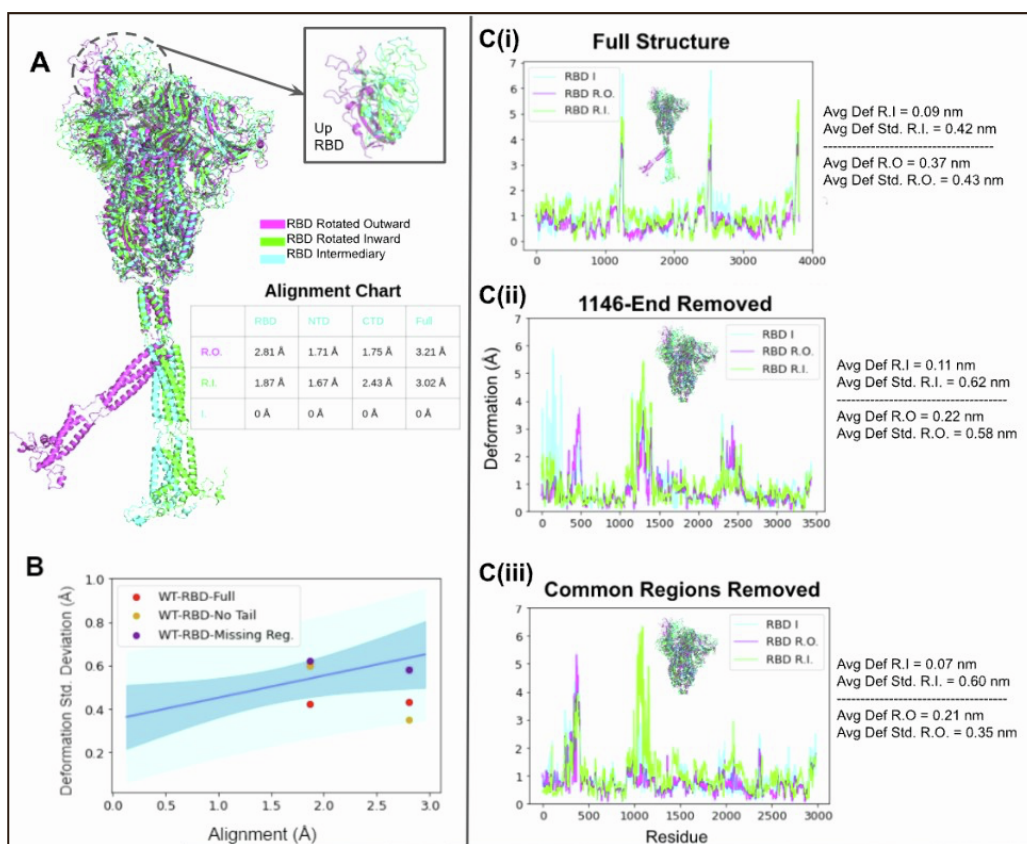 A
Up
RBD
RBD Rotated Outward
RBD Rotated Inward
RBD Intermediary
Alignment Chart
RBD NTD CTD Full
R.O. 2.81 Å 1.71 Å 1.75 Å 3.21 Å
R.I. 1.87 Å 1.67 Å 2.43 Å 3.02 Å
I. 0 Å 0 Å 0 Å 0 Å
B
Deformation Std. Deviation (Å)
1.0
0.8
0.6
0.4
0.2
WT-RBD-Full
WT-RBD-No Tail
WT-RBD-Missing Reg.
0.0 0.5 1.0 1.5 2.0 2.5 3.0
Alignment (Å)
C(i)
Full Structure
7
6
5
4
3
2
1
0
RBD I
RBD R.O.
RBD R.I.
0 1000 2000 3000 4000
Avg Def R.I = 0.09 nm
Avg Def Std. R.I. = 0.42 nm
------------------------------------
Avg Def R.O = 0.37 nm
Avg Def Std. R.O. = 0.43 nm
C(ii)
1146-End Removed
Deformation (Å)
7
6
5
4
3
2
1
0
RBD I
RBD R.O.
RBD R.I.
0 500 1000 1500 2000 2500 3000 3500
Avg Def R.I = 0.11 nm
Avg Def Std. R.I. = 0.62 nm
------------------------------------
Avg Def R.O = 0.22 nm
Avg Def Std. R.O. = 0.58 nm
C(iii)
Common Regions Removed
7
6
5
4
3
2
1
0
RBD I
RBD R.O.
RBD R.I.
0 500 1000 1500 2000 2500 3000
Residue
Avg Def R.I = 0.07 nm
Avg Def Std. R.I. = 0.60 nm
------------------------------------
Avg Def R.O = 0.21 nm
Avg Def Std. R.O. = 0.35 nm